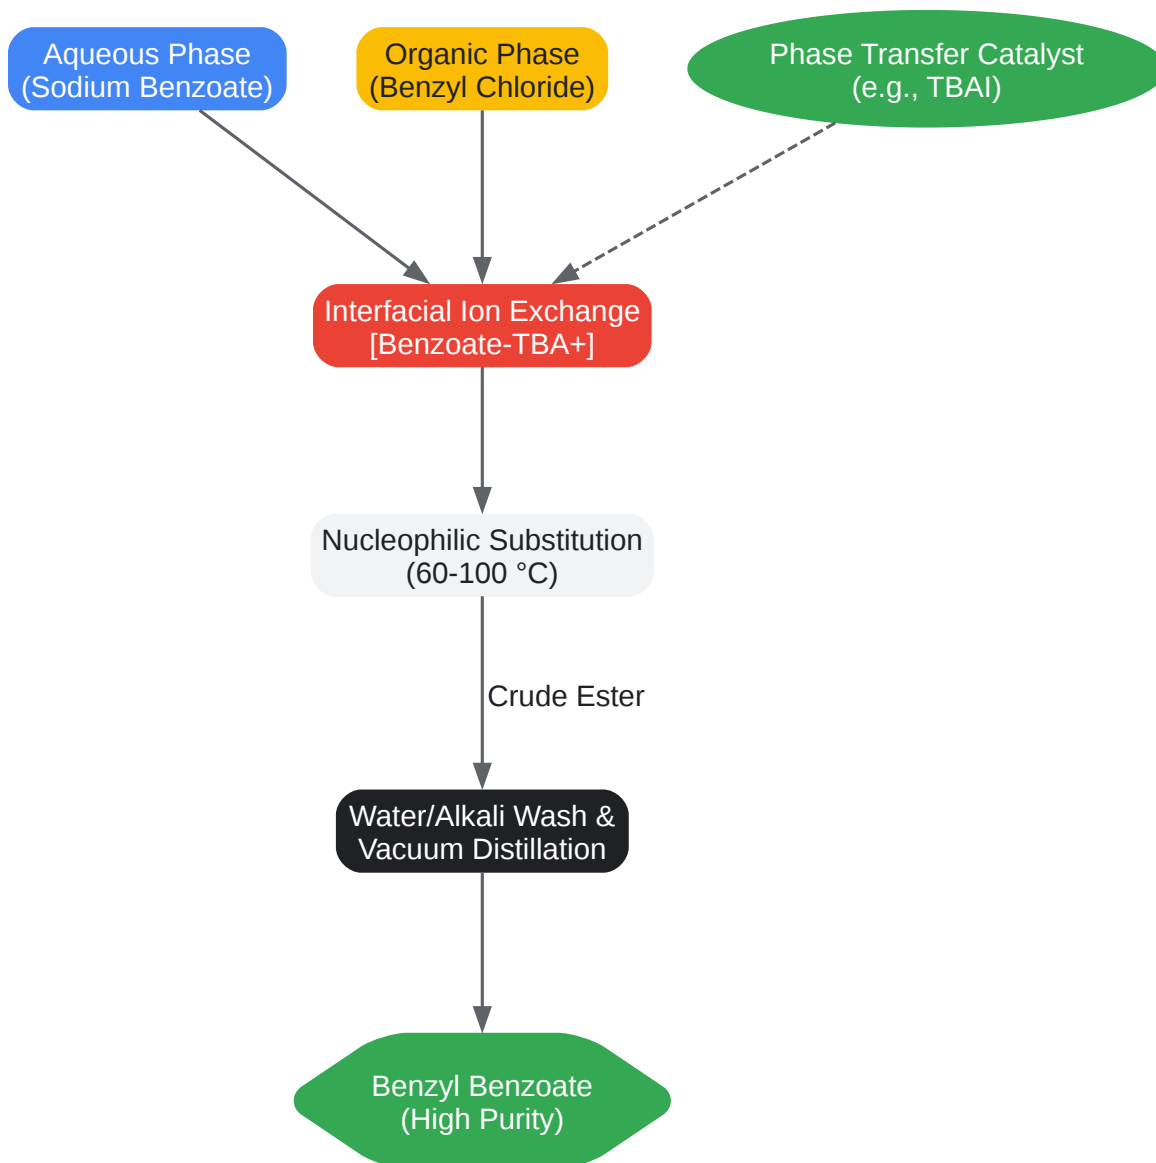 Aqueous Phase
(Sodium Benzoate)
Organic Phase
(Benzyl Chloride)
Phase Transfer Catalyst
(e.g., TBAI)
Interfacial Ion Exchange
[Benzoate-TBA+]
Nucleophilic Substitution
(60-100 °C)
Crude Ester
Water/Alkali Wash &
Vacuum Distillation
Benzyl Benzoate
(High Purity)